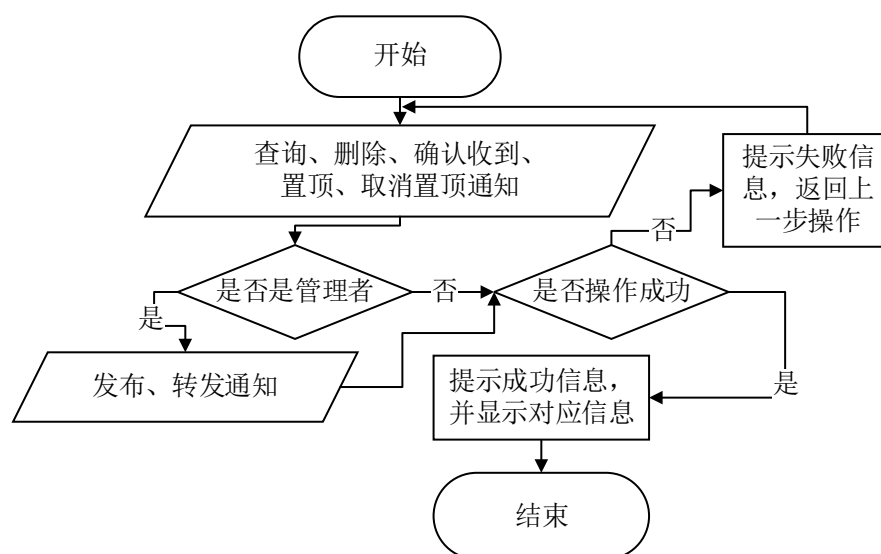 开始
查询、删除、确认收到、
置顶、取消置顶通知
提示失败信
息，返回上
一步操作
否
是否是管理者
否
是否操作成功
是
发布、转发通知
提示成功信息，
并显示对应信息
是
结束